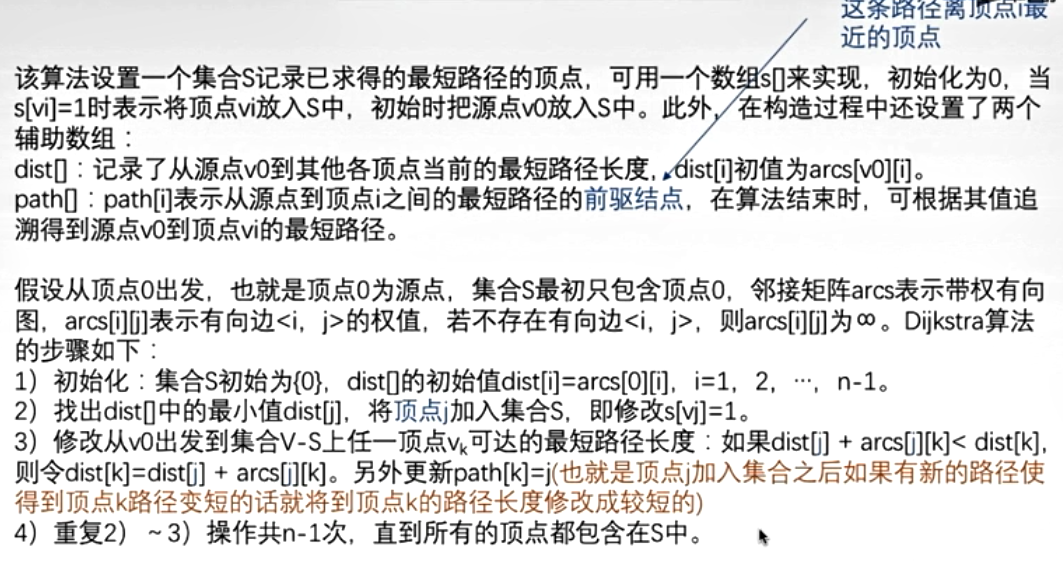 这条路径离顶点i最
近的顶点
该算法设置一个集合S记录已求得的最短路径的顶点，可用一个数组s[]来实现，初始化为0，当
s[vi]=1时表示将顶点vi放入S中，初始时把源点v0放入S中。此外，在构造过程中还设置了两个
辅助数组：
dist[]：记录了从源点v0到其他各顶点当前的最短路径长度，dist[i]初值为arcs[v0][i]。
path[]：path[i]表示从源点到顶点i之间的最短路径的前驱结点，在算法结束时，可根据其值追
溯得到源点v0到顶点vi的最短路径。
假设从顶点0出发，也就是顶点0为源点，集合S最初只包含顶点0，邻接矩阵arcs表示带权有向
图，arcs[i][j]表示有向边<i，j>的权值，若不存在有向边<i，j>，则arcs[i][j]为∞。Dijkstra算法
的步骤如下：
1）初始化：集合S初始为{0}，dist[]的初始值dist[i]=arcs[0][i]，i=1，2，…，n-1。
2）找出dist[]中的最小值dist[j]，将顶点j加入集合S，即修改s[vj]=1。
3）修改从v0出发到集合V-S上任一顶点vk可达的最短路径长度：如果dist[j] + arcs[j][k]< dist[k]，
则令dist[k]=dist[j] + arcs[j][k]。另外更新path[k]=j(也就是顶点j加入集合之后如果有新的路径使
得到顶点k路径变短的话就将到顶点k的路径长度修改成较短的)
4）重复2）~3）操作共n-1次，直到所有的顶点都包含在S中。